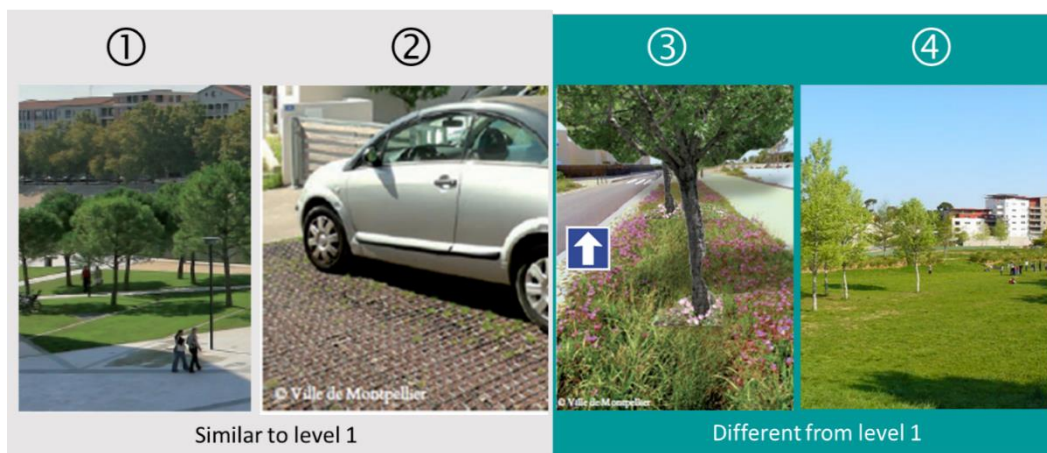 ① ② ③ ④
© Ville de Montpellier
© Ville de Montpellier
Similar to level 1
Different from level 1